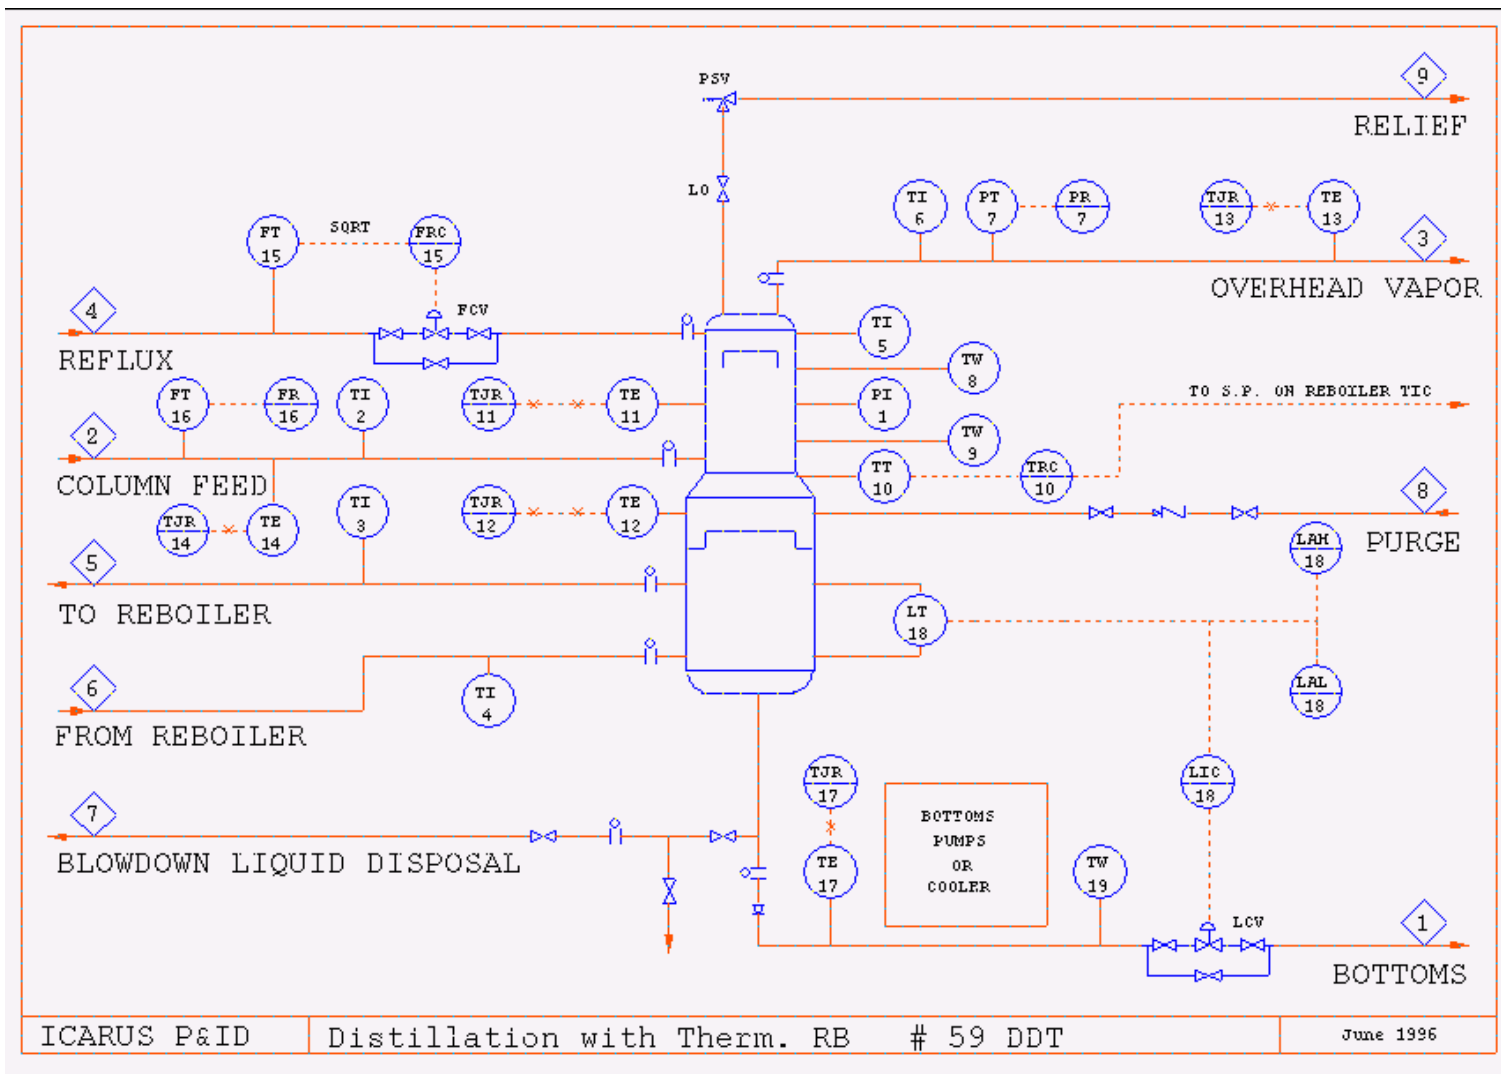 PSV
9
RELIEF
LO
TI
6
PT
7
PR
7
TJR
13
TE
13
3
OVERHEAD VAPOR
FT
15
SQRT
FRC
15
4
FCV
REFLUX
TI
5
TW
8
FT
16
FR
16
TI
2
TJR
11
TE
11
PI
1
TO S.P. ON REBOILER TIC
2
COLUMN FEED
TW
9
TT
10
TRC
10
TJR
14
TE
14
TI
3
TJR
12
TE
12
8
PURGE
LAH
18
5
TO REBOILER
LT
18
6
FROM REBOILER
TI
4
LAL
18
7
BLOWDOWN LIQUID DISPOSAL
TJR
17
TE
17
BOTTOMS
PUMPS
OR
COOLER
LIC
18
TW
19
LCV
1
BOTTOMS
ICARUS P&ID
Distillation with Therm. RB # 59 DDT
June 1996